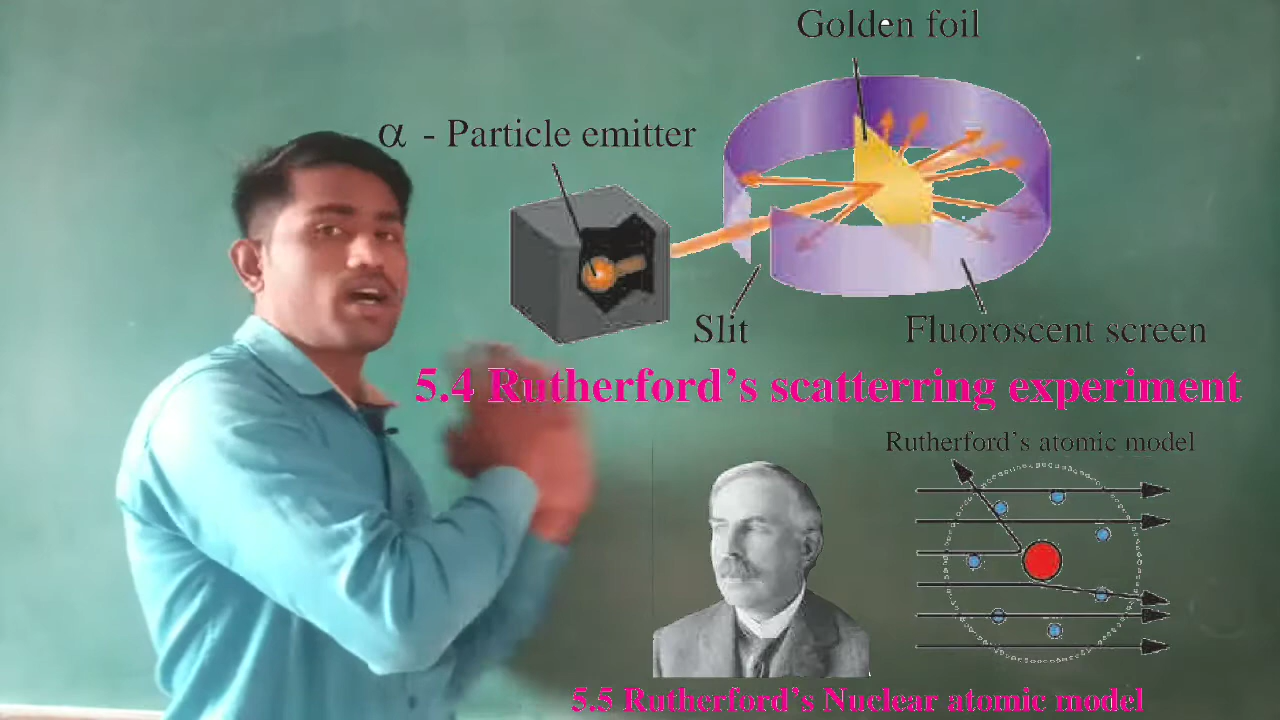 Golden foil
α - Particle emitter
Slit
Fluoroscent screen
5.4 Rutherford's scatterring experiment
Rutherford's atomic model
5.5 Rutherford's Nuclear atomic model